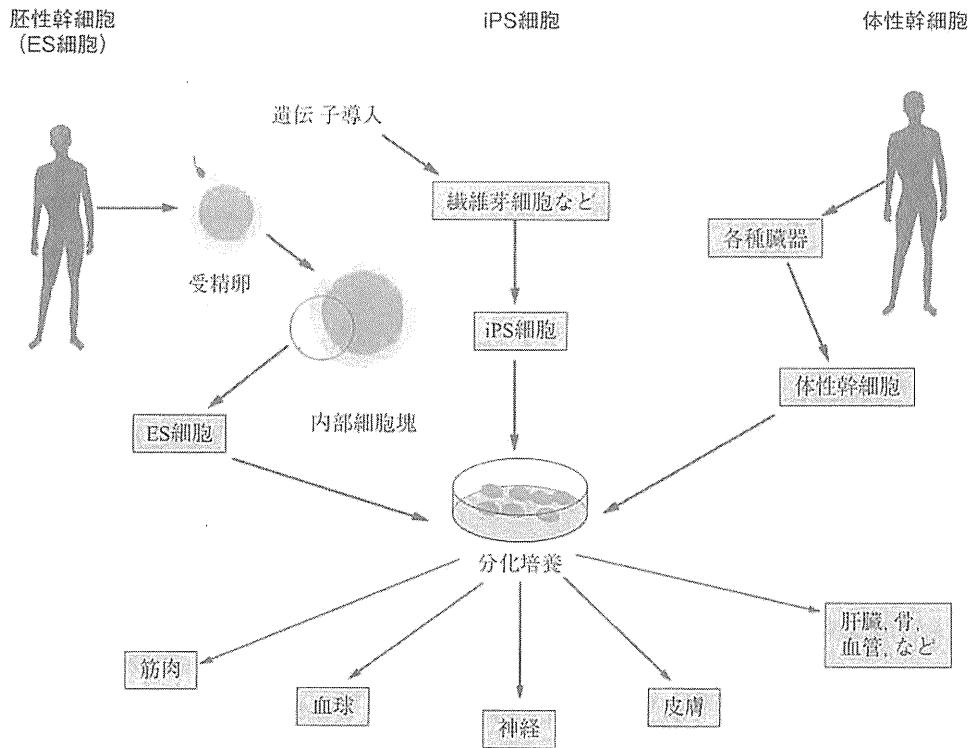 胚性幹細胞
（ES細胞）
iPS細胞
体性幹細胞
遺伝 子導入
繊維芽細胞など
各種臓器
受精卵
iPS細胞
体性幹細胞
内部細胞塊
ES細胞
分化培養
肝臓, 骨,
血管, など
筋肉
血球
神経
皮膚